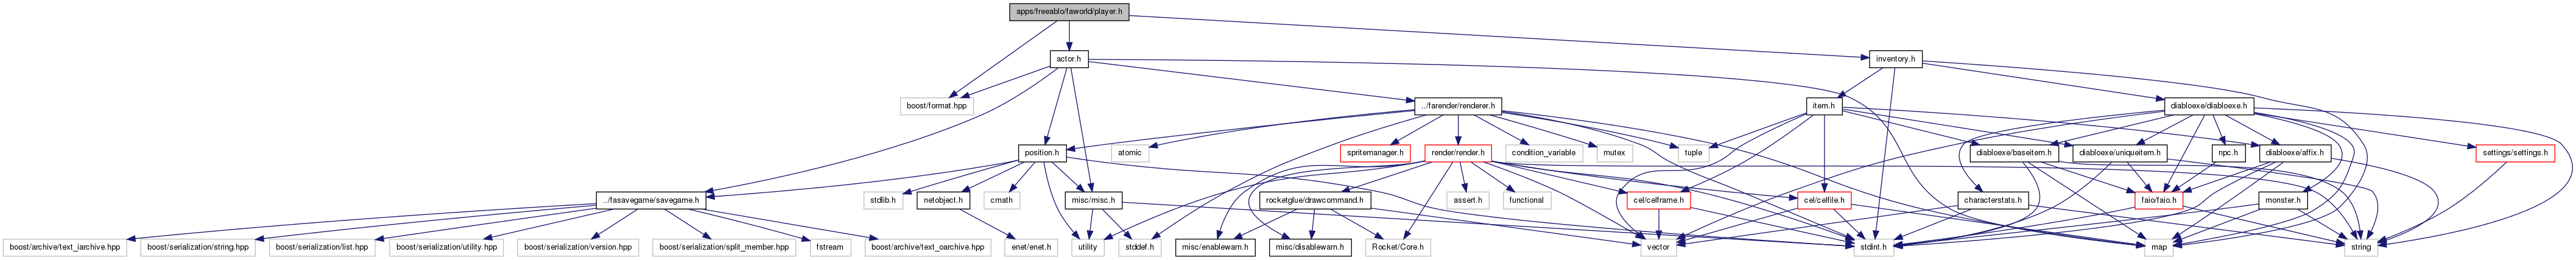 apps/freeablo/faworld/player.h
actor.h
inventory.h
boost/format.hpp
../farender/renderer.h
item.h
diabloexe/diabloexe.h
position.h
atomic
spritemanager.h
render/render.h
condition_variable
mutex
tuple
diabloexe/baseitem.h
diabloexe/uniqueitem.h
npc.h
diabloexe/affix.h
settings/settings.h
../fasavegame/savegame.h
stdlib.h
netobject.h
cmath
misc/misc.h
rocketglue/drawcommand.h
assert.h
functional
cel/celframe.h
cel/celfile.h
characterstats.h
faio/faio.h
monster.h
boost/archive/text_iarchive.hpp
boost/serialization/string.hpp
boost/serialization/list.hpp
boost/serialization/utility.hpp
boost/serialization/version.hpp
boost/serialization/split_member.hpp
fstream
boost/archive/text_oarchive.hpp
enet/enet.h
utility
stddef.h
misc/enablewarn.h
misc/disablewarn.h
Rocket/Core.h
vector
stdint.h
map
string